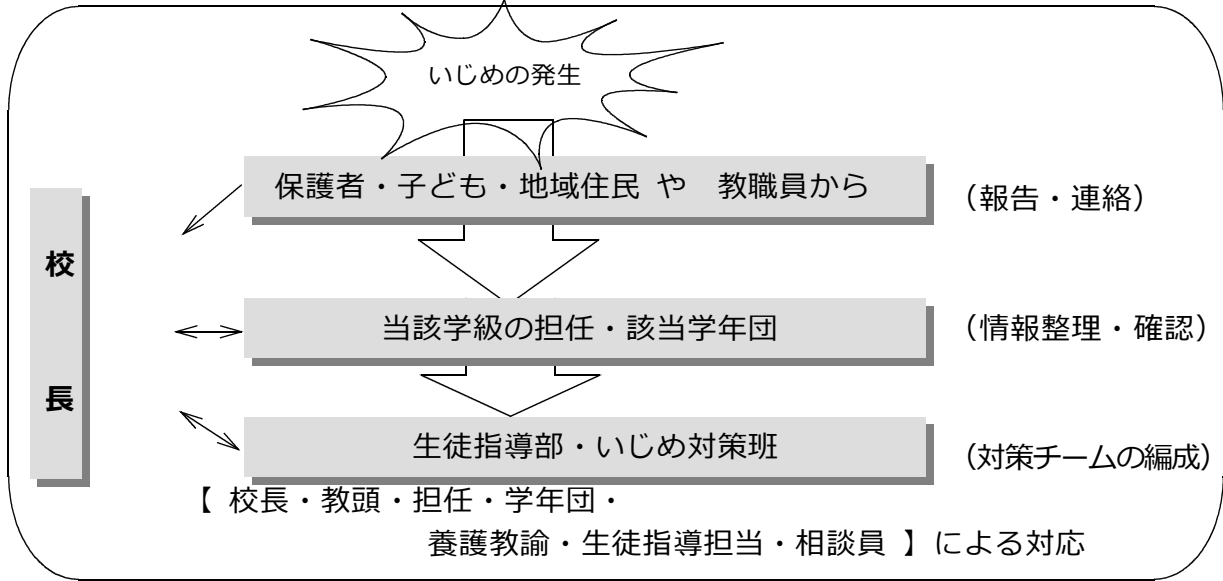 いじめの発生
保護者・子ども・地域住民 や　教職員から
（報告・連絡）
校
長
当該学級の担任・該当学年団
（情報整理・確認）
生徒指導部・いじめ対策班
（対策チームの編成）
【 校長・教頭・担任・学年団・
養護教諭・生徒指導担当・相談員 】による対応